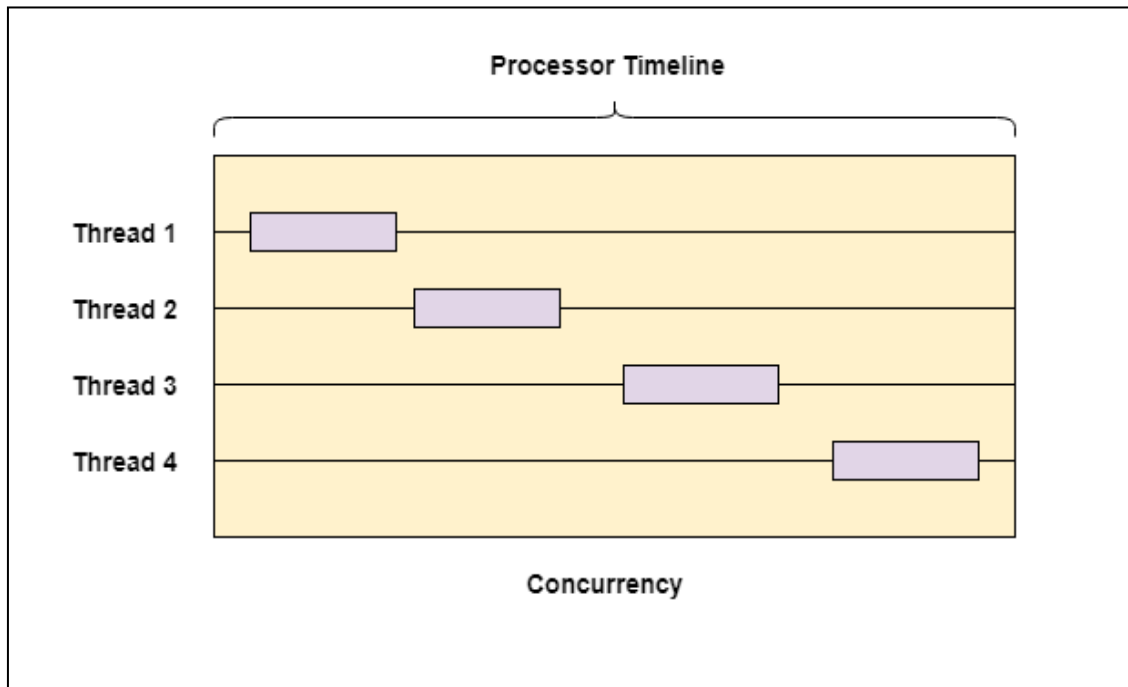 Processor Timeline
Thread 1
Thread 2
Thread 3
Thread 4
Concurrency